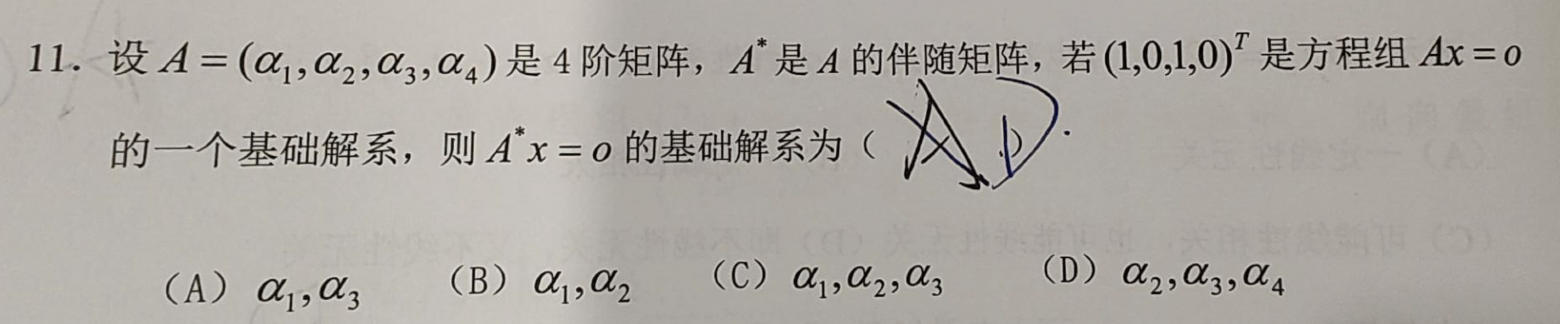 11. 设 A = (α₁,α₂,α₃,α₄) 是 4 阶矩阵，A* 是 A 的伴随矩阵，若 (1,0,1,0)ᵀ 是方程组 Ax = o
的一个基础解系，则 A*x = o 的基础解系为（ A D ).
（A）α₁,α₃ （B）α₁,α₂ （C）α₁,α₂,α₃ （D）α₂,α₃,α₄